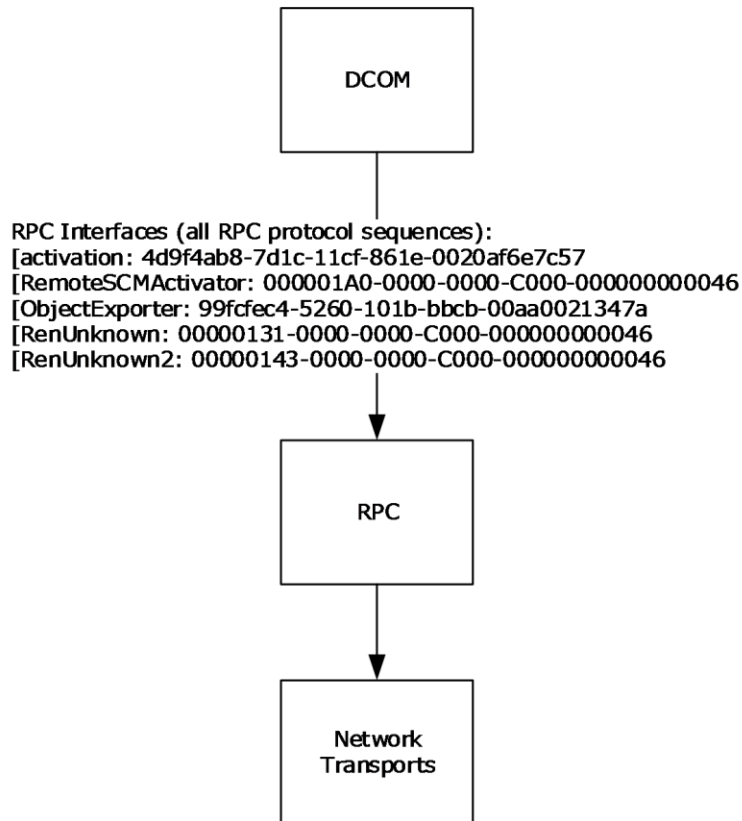 DCOM
RPC Interfaces (all RPC protocol sequences):
[activation: 4d9f4ab8-7d1c-11cf-861e-0020af6e7c57
[RemoteSCMActivator: 000001A0-0000-0000-C000-000000000046
[ObjectExporter: 99fcfec4-5260-101b-bbcb-00aa0021347a
[RenUnknown: 00000131-0000-0000-C000-000000000046
[RenUnknown2: 00000143-0000-0000-C000-000000000046
RPC
Network
Transports